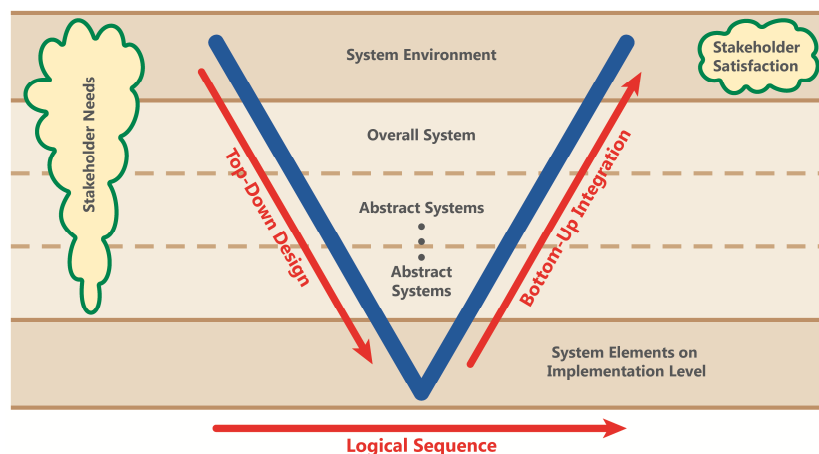 System Environment
Stakeholder
Satisfaction
Stakeholder Needs
Overall System
Top-Down Design
Bottom-Up Integration
Abstract Systems
Abstract
Systems
System Elements on
Implementation Level
Logical Sequence